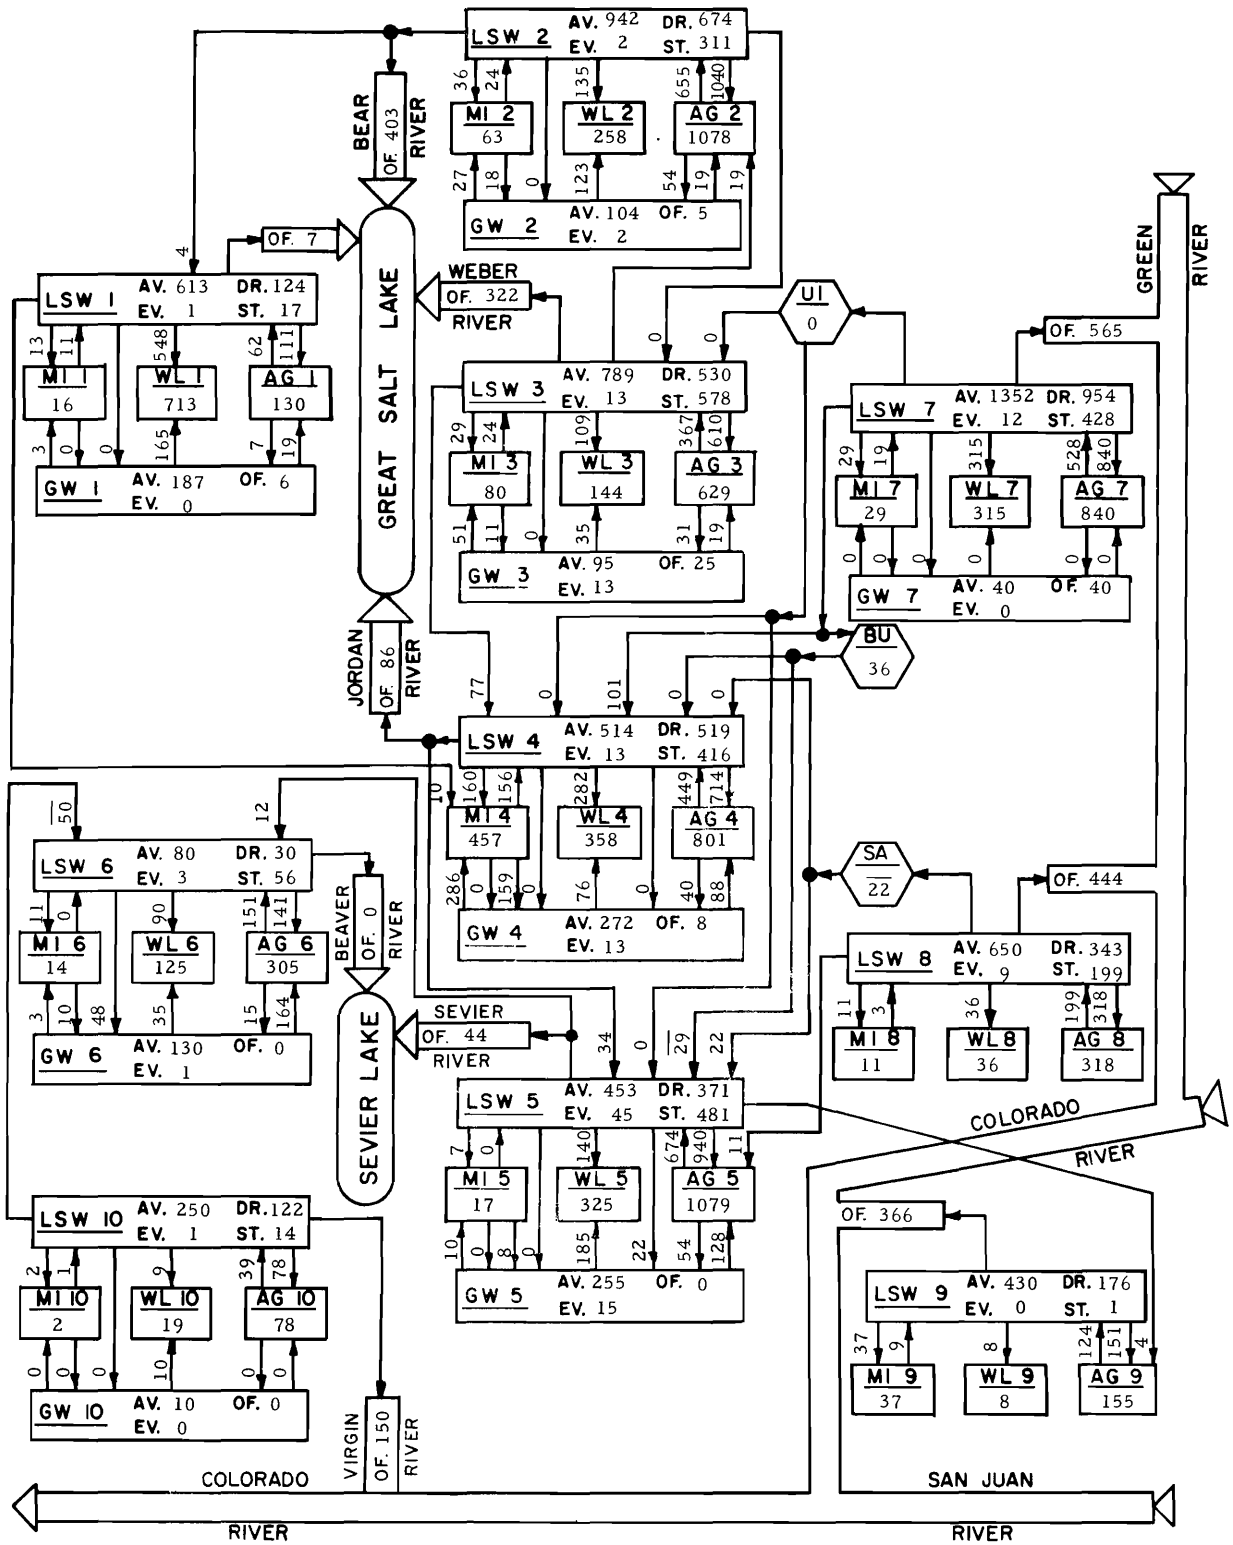 LSW 2 AV. 942 DR. 674
EV. 2 ST. 311
36 24 135 655 1040
MI 2 WL 2 AG 2
63 258 1078
27 18 0 123 54 19 19
GW 2 AV. 104 OF. 5
EV. 2
BEAR
OF. 403
RIVER
4
OF. 7
LSW 1 AV. 613 DR. 124
EV. 1 ST. 17
13 11 548 62 111
MI 1 WL 1 AG 1
16 713 130
3 0 0 165 7 19
GW 1 AV. 187 OF. 6
EV. 0
GREAT SALT LAKE
WEBER
OF. 322
RIVER
0 0
UI
0
LSW 3 AV. 789 DR. 530
EV. 13 ST. 578
29 24 109 367 610
MI 3 WL 3 AG 3
80 144 629
51 11 0 35 31 19
GW 3 AV. 95 OF. 25
EV. 13
GREEN
RIVER
OF. 565
LSW 7 AV. 1352 DR. 954
EV. 12 ST. 428
29 19 315 528 840
MI 7 WL 7 AG 7
29 315 840
0 0 0 0 0 0
GW 7 AV. 40 OF. 40
EV. 0
BU
36
JORDAN
OF. 86
RIVER
77 0 101 0 0
LSW 4 AV. 514 DR. 519
EV. 13 ST. 416
10 160 156 282 449 714
MI 4 WL 4 AG 4
457 358 801
286 0 159 0 76 0 40 88
GW 4 AV. 272 OF. 8
EV. 13
50 12
LSW 6 AV. 80 DR. 30
EV. 3 ST. 56
11 0 90 151 141
MI 6 WL 6 AG 6
14 125 305
3 10 48 35 15 164
GW 6 AV. 130 OF. 0
EV. 1
BEAVER
OF. 0
RIVER
SEVIER LAKE
SEVIER
OF. 44
RIVER
SA
22
OF. 444
LSW 8 AV. 650 DR. 343
EV. 9 ST. 199
11 3 36 199 318
MI 8 WL 8 AG 8
11 36 318
34 0 29 22
LSW 5 AV. 453 DR. 371
EV. 45 ST. 481
7 0 140 674 940 11
MI 5 WL 5 AG 5
17 325 1079
10 0 8 0 185 22 54 128
GW 5 AV. 255 OF. 0
EV. 15
COLORADO
RIVER
OF. 366
LSW 9 AV. 430 DR. 176
EV. 0 ST. 1
37 9 8 124 151 4
MI 9 WL 9 AG 9
37 8 155
LSW 10 AV. 250 DR. 122
EV. 1 ST. 14
2 1 9 39 78
MI 10 WL 10 AG 10
2 19 78
0 0 0 10 0 0
GW 10 AV. 10 OF. 0
EV. 0
VIRGIN
OF. 150
RIVER
COLORADO
RIVER
SAN JUAN
RIVER